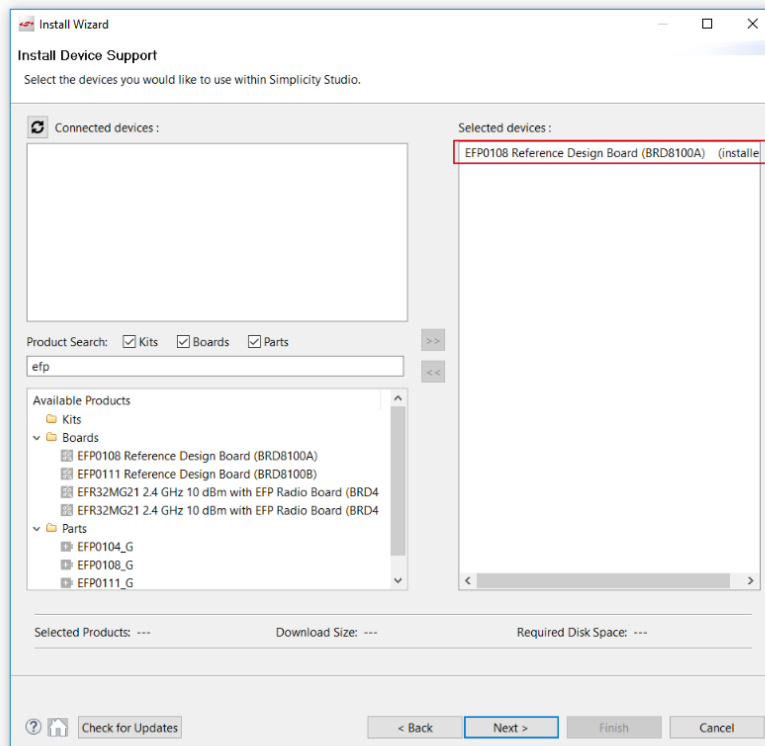 Install Wizard
Install Device Support
Select the devices you would like to use within Simplicity Studio.
Connected devices :
Selected devices :
EFP0108 Reference Design Board (BRD8100A) (installe
Product Search: Kits Boards Parts
>>
efp
<<
Available Products
Kits
Boards
EFP0108 Reference Design Board (BRD8100A)
EFP0111 Reference Design Board (BRD8100B)
EFR32MG21 2.4 GHz 10 dBm with EFP Radio Board (BRD4
EFR32MG21 2.4 GHz 10 dBm with EFP Radio Board (BRD4
Parts
EFP0104_G
EFP0108_G
EFP0111_G
Selected Products: --- Download Size: --- Required Disk Space: ---
? Check for Updates < Back Next > Finish Cancel